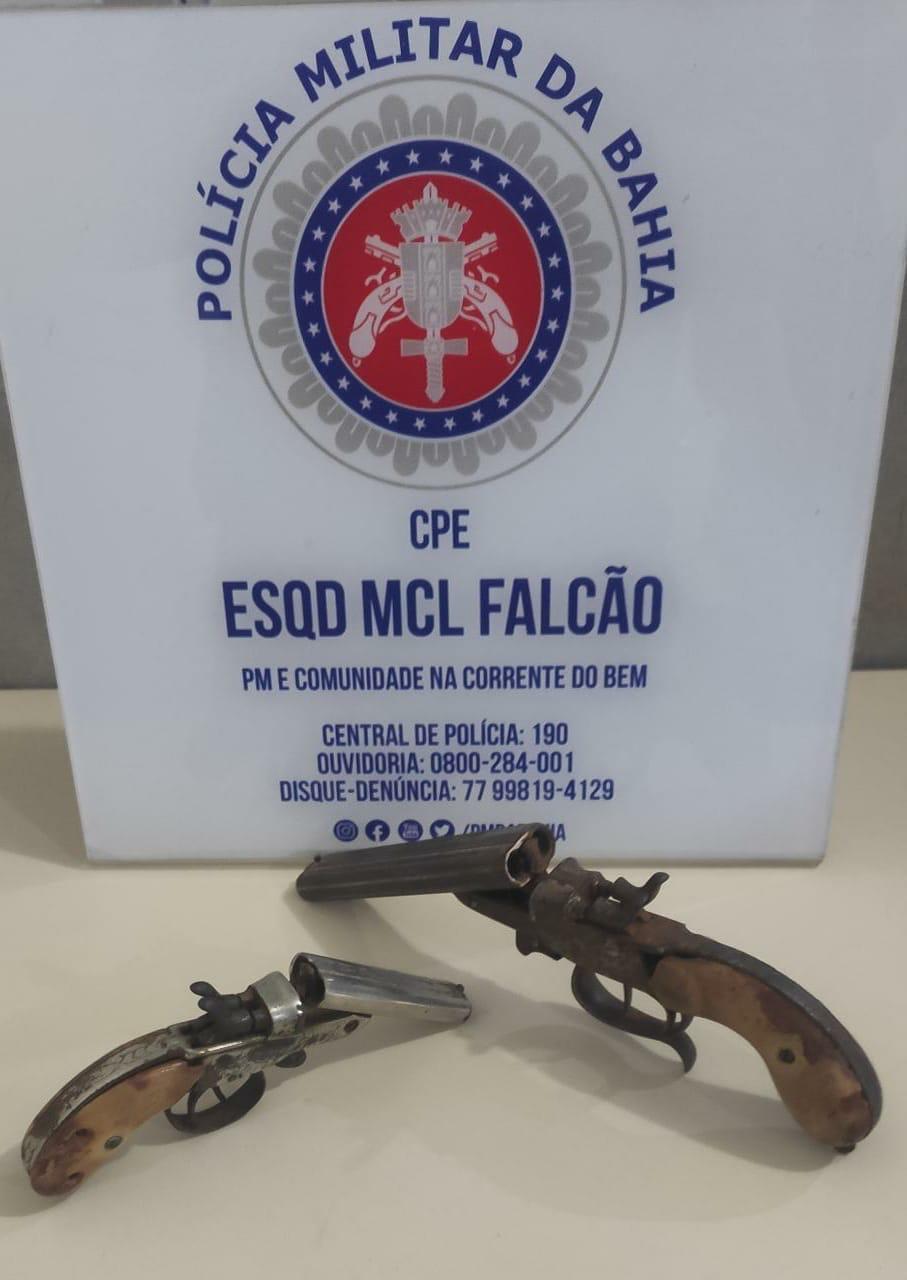 POLÍCIA MILITAR DA BAHIA
CPE
ESQD MCL FALCÃO
PM E COMUNIDADE NA CORRENTE DO BEM
CENTRAL DE POLÍCIA: 190
OUVIDORIA: 0800-284-001
DISQUE-DENÚNCIA: 77 99819-4129